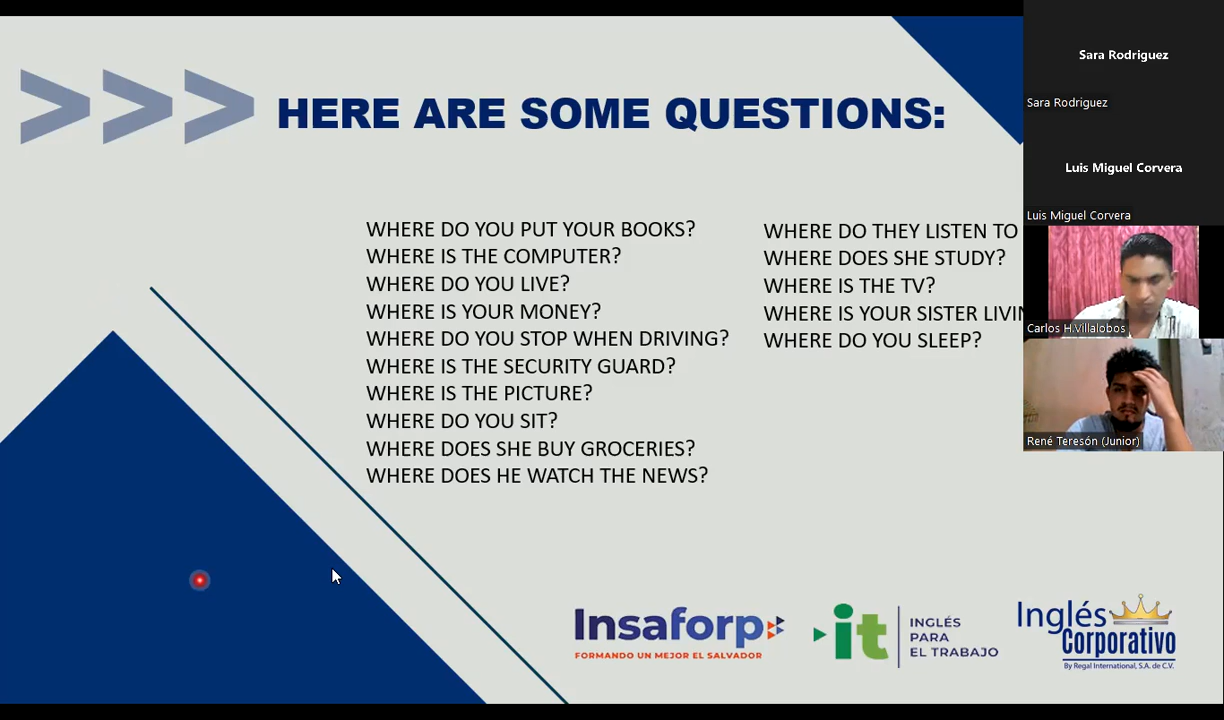 HERE ARE SOME QUESTIONS:
WHERE DO YOU PUT YOUR BOOKS?
WHERE IS THE COMPUTER?
WHERE DO YOU LIVE?
WHERE IS YOUR MONEY?
WHERE DO YOU STOP WHEN DRIVING?
WHERE IS THE SECURITY GUARD?
WHERE IS THE PICTURE?
WHERE DO YOU SIT?
WHERE DOES SHE BUY GROCERIES?
WHERE DOES HE WATCH THE NEWS?
WHERE DO THEY LISTEN TO
WHERE DOES SHE STUDY?
WHERE IS THE TV?
WHERE IS YOUR SISTER
WHERE DO YOU SLEEP?
Sara Rodriguez
Sara Rodriguez
Luis Miguel Corvera
Luis Miguel Corvera
Carlos H.Villalobos
René Teresón (Junior)
Insaforp
FORMANDO UN MEJOR EL SALVADOR
it
INGLÉS
PARA
EL TRABAJO
Inglés
Corporativo
By Regal International, S.A. de C.V.